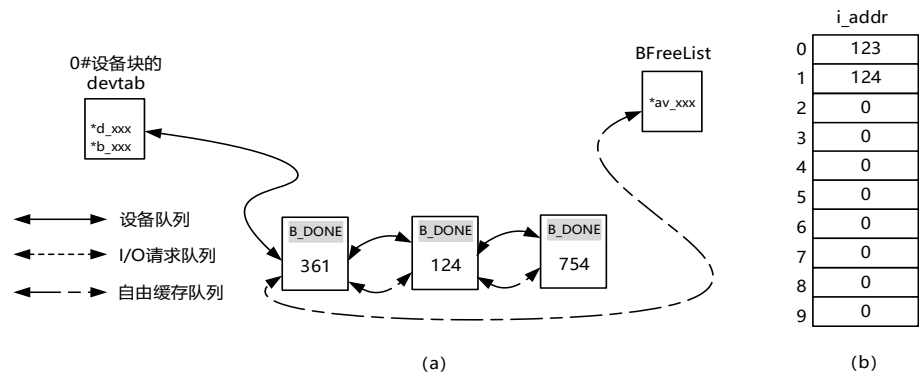 0#设备块的
devtab
*d_xxx
*b_xxx
BFreeList
*av_xxx
设备队列
I/O请求队列
自由缓存队列
B_DONE
361
B_DONE
124
B_DONE
754
(a)
i_addr
0 123
1 124
2 0
3 0
4 0
5 0
6 0
7 0
8 0
9 0
(b)